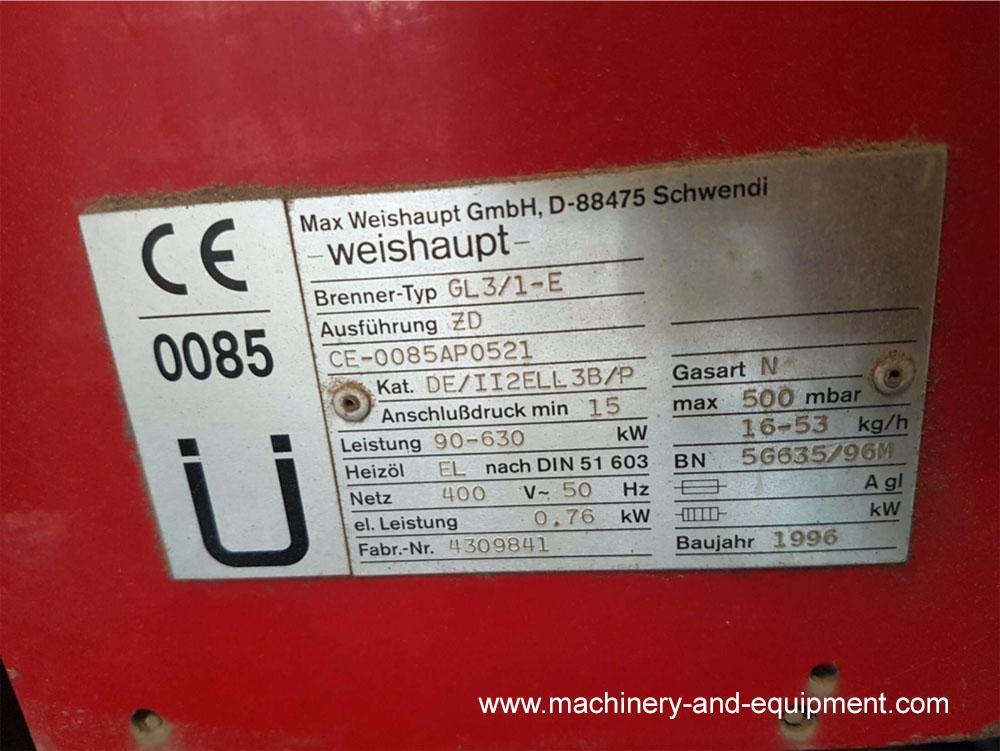 CE
0085
Ü
Max Weishaupt GmbH, D-88475 Schwendi
-weishaupt-
Brenner-Typ GL3/1-E
Ausführung ZD
CE-0085AP0521
Kat. DE/II2ELL3B/P Gasart N
Anschlußdruck min 15 max 500 mbar
Leistung 90-630 kW 16-53 kg/h
Heizöl EL nach DIN 51 603 BN 5G635/96M
Netz 400 V~ 50 Hz A gl
el. Leistung 0,76 kW kW
Fabr.-Nr. 4309841 Baujahr 1996
www.machinery-and-equipment.com